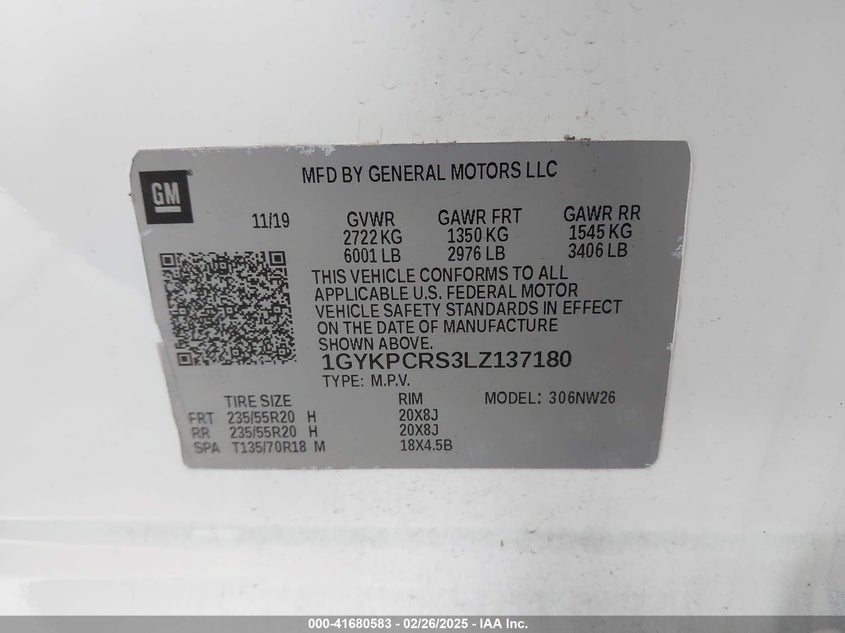 GM
MFD BY GENERAL MOTORS LLC
11/19 GVWR GAWR FRT GAWR RR
2722 KG 1350 KG 1545 KG
6001 LB 2976 LB 3406 LB
THIS VEHICLE CONFORMS TO ALL
APPLICABLE U.S. FEDERAL MOTOR
VEHICLE SAFETY STANDARDS IN EFFECT
ON THE DATE OF MANUFACTURE
SHOWN ABOVE.
1GYKPCRS3LZ137180
TYPE: M.P.V.
TIRE SIZE RIM MODEL: 306NW26
FRT 235/55R20 H 20X8J
RR 235/55R20 H 20X8J
SPA T135/70R18 M 18X4.5B
000-41680583 - 02/26/2025 - IAA Inc.